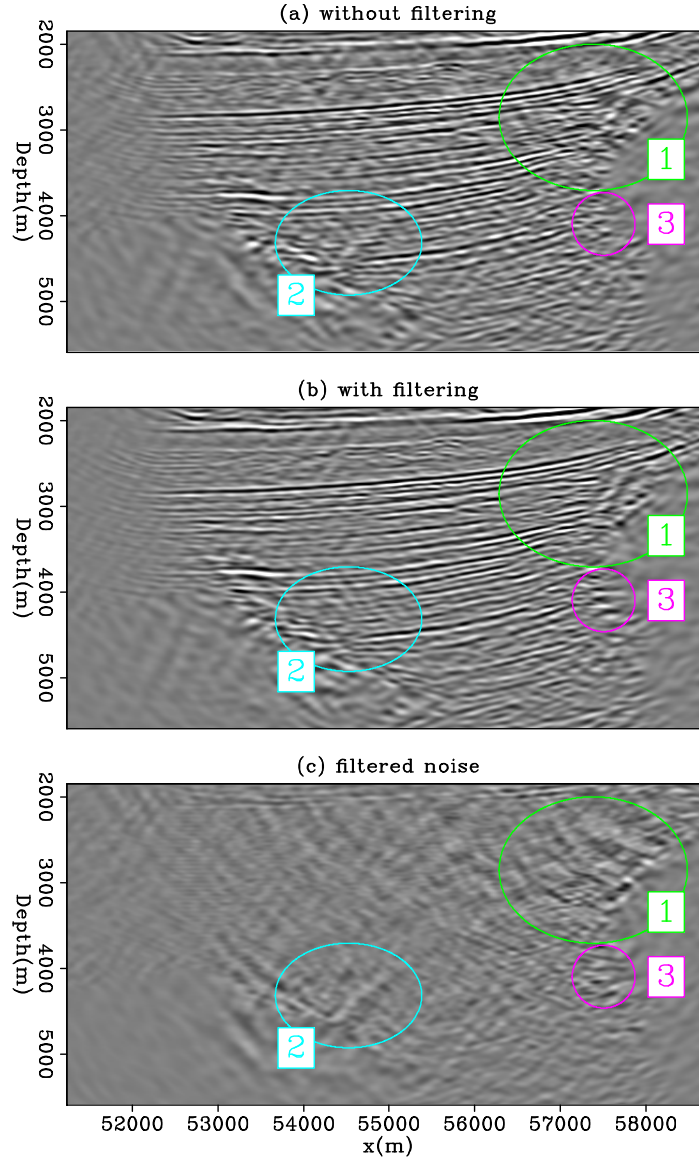 (a) without filtering
2000
3000
4000
5000
Depth(m)
1
2
3
(b) with filtering
2000
3000
4000
5000
Depth(m)
1
2
3
(c) filtered noise
2000
3000
4000
5000
Depth(m)
1
2
3
52000 53000 54000 55000 56000 57000 58000
x(m)